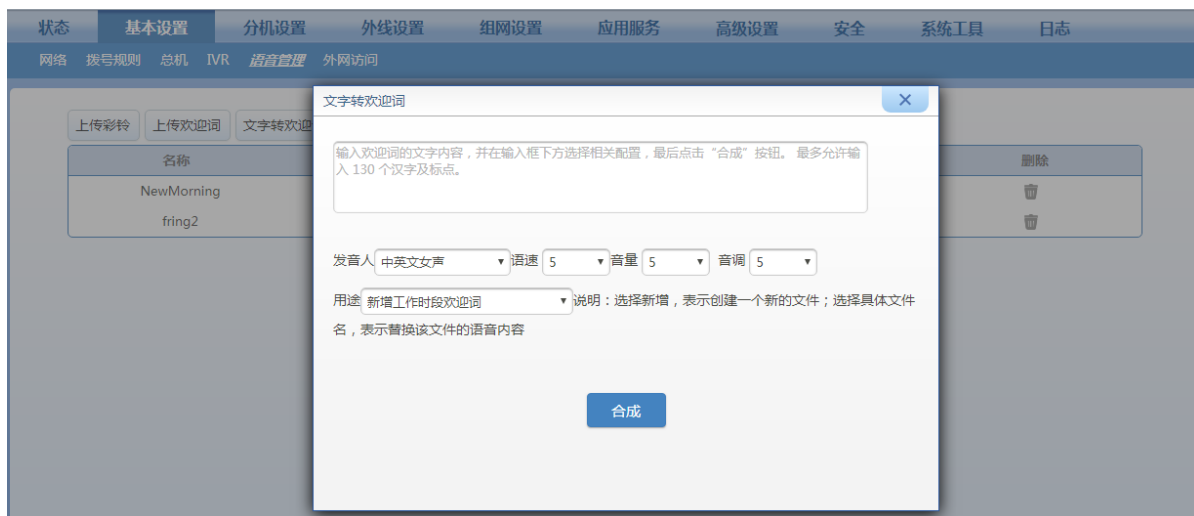 状态 基本设置 分机设置 外线设置 组网设置 应用服务 高级设置 安全 系统工具 日志
网络 拨号规则 总机 IVR 语音管理 外网访问
文字转欢迎词
上传彩铃 上传欢迎词 文字转欢迎
名称 删除
NewMorning
fring2
输入欢迎词的文字内容，并在输入框下方选择相关配置，最后点击“合成”按钮。 最多允许输
入 130 个汉字及标点。
发音人 中英文女声 语速 5 音量 5 音调 5
用途 新增工作时段欢迎词 说明：选择新增，表示创建一个新的文件；选择具体文件
名，表示替换该文件的语音内容
合成